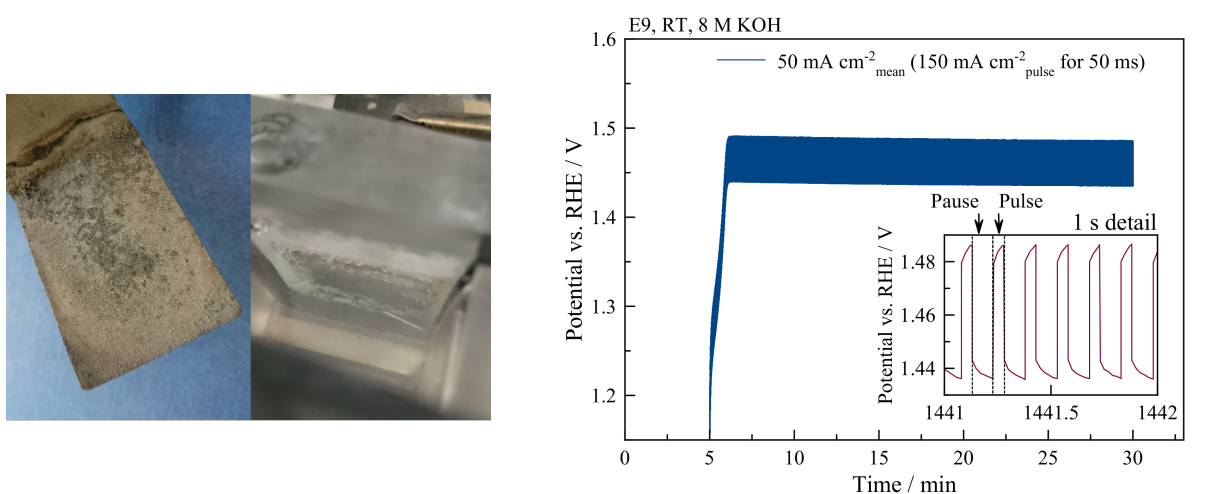 E9, RT, 8 M KOH
1.6
50 mA cm⁻²mean (150 mA cm⁻²pulse for 50 ms)
1.5
1.4
1.3
1.2
Potential vs. RHE / V
Pause
Pulse
1 s detail
1.48
1.46
1.44
Potential vs. RHE / V
1441
1441.5
1442
0
5
10
15
20
25
30
Time / min